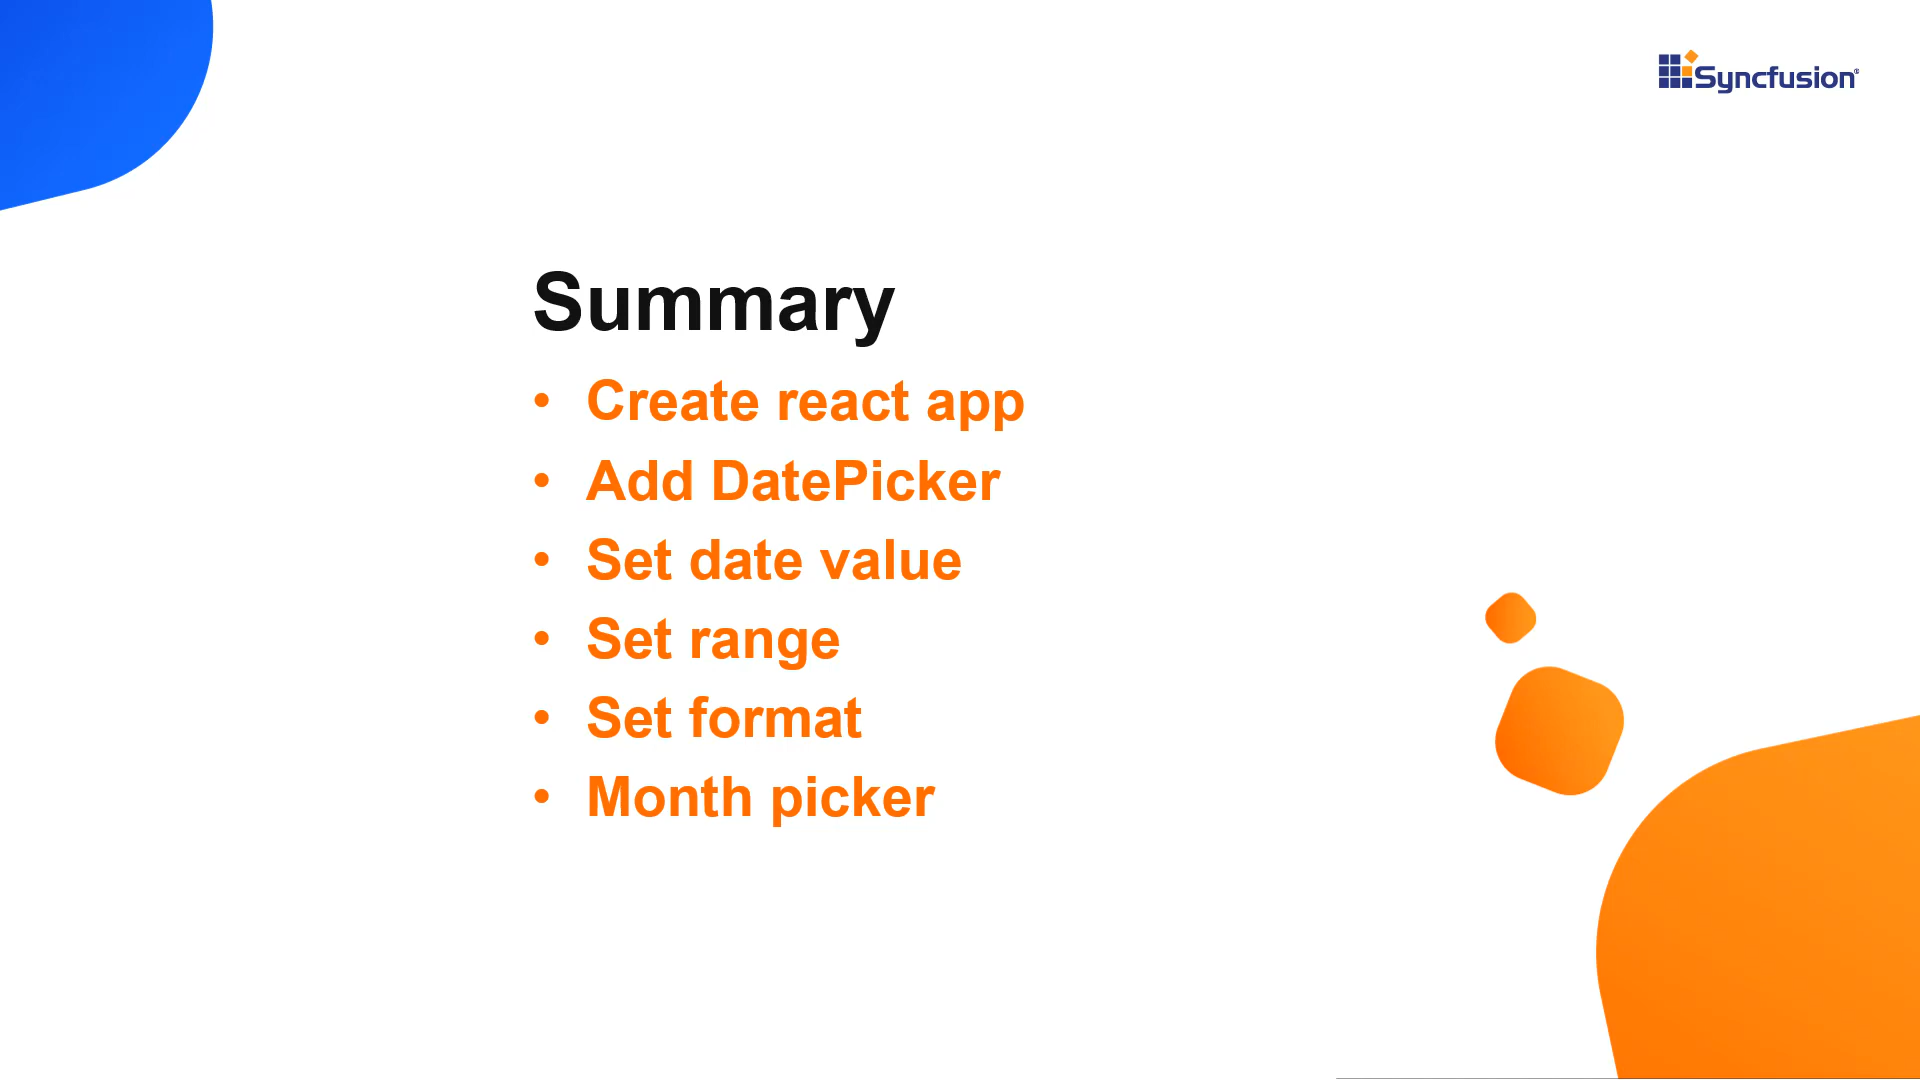 Syncfusion®
Summary
• Create react app
• Add DatePicker
• Set date value
• Set range
• Set format
• Month picker